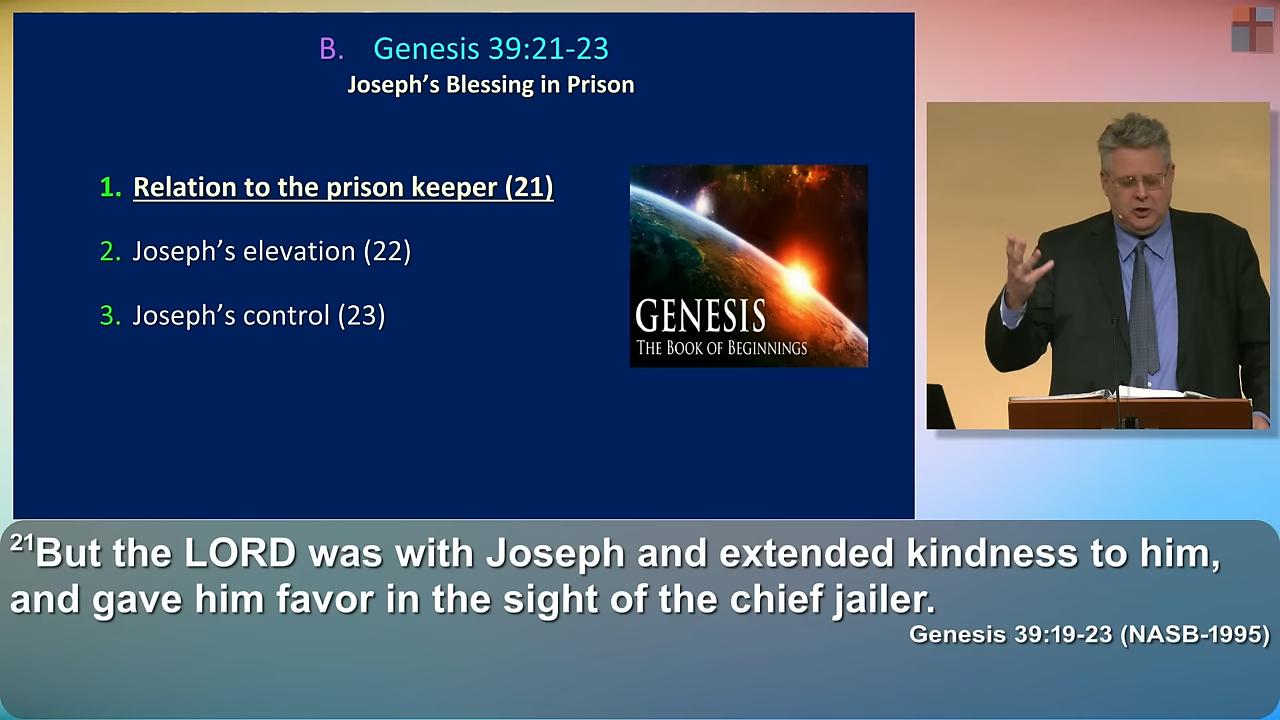 B. Genesis 39:21-23
Joseph’s Blessing in Prison
1. Relation to the prison keeper (21)
2. Joseph’s elevation (22)
3. Joseph’s control (23)
GENESIS
THE BOOK OF BEGINNINGS
21But the LORD was with Joseph and extended kindness to him,
and gave him favor in the sight of the chief jailer.
Genesis 39:19-23 (NASB-1995)